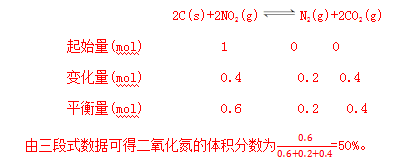 2C(s)+2NO₂(g) ⇌ N₂(g)+2CO₂(g)
起始量(mol) 1 0 0
变化量(mol) 0.4 0.2 0.4
平衡量(mol) 0.6 0.2 0.4
由三段式数据可得二氧化氮的体积分数为0.6/(0.6+0.2+0.4)=50%。